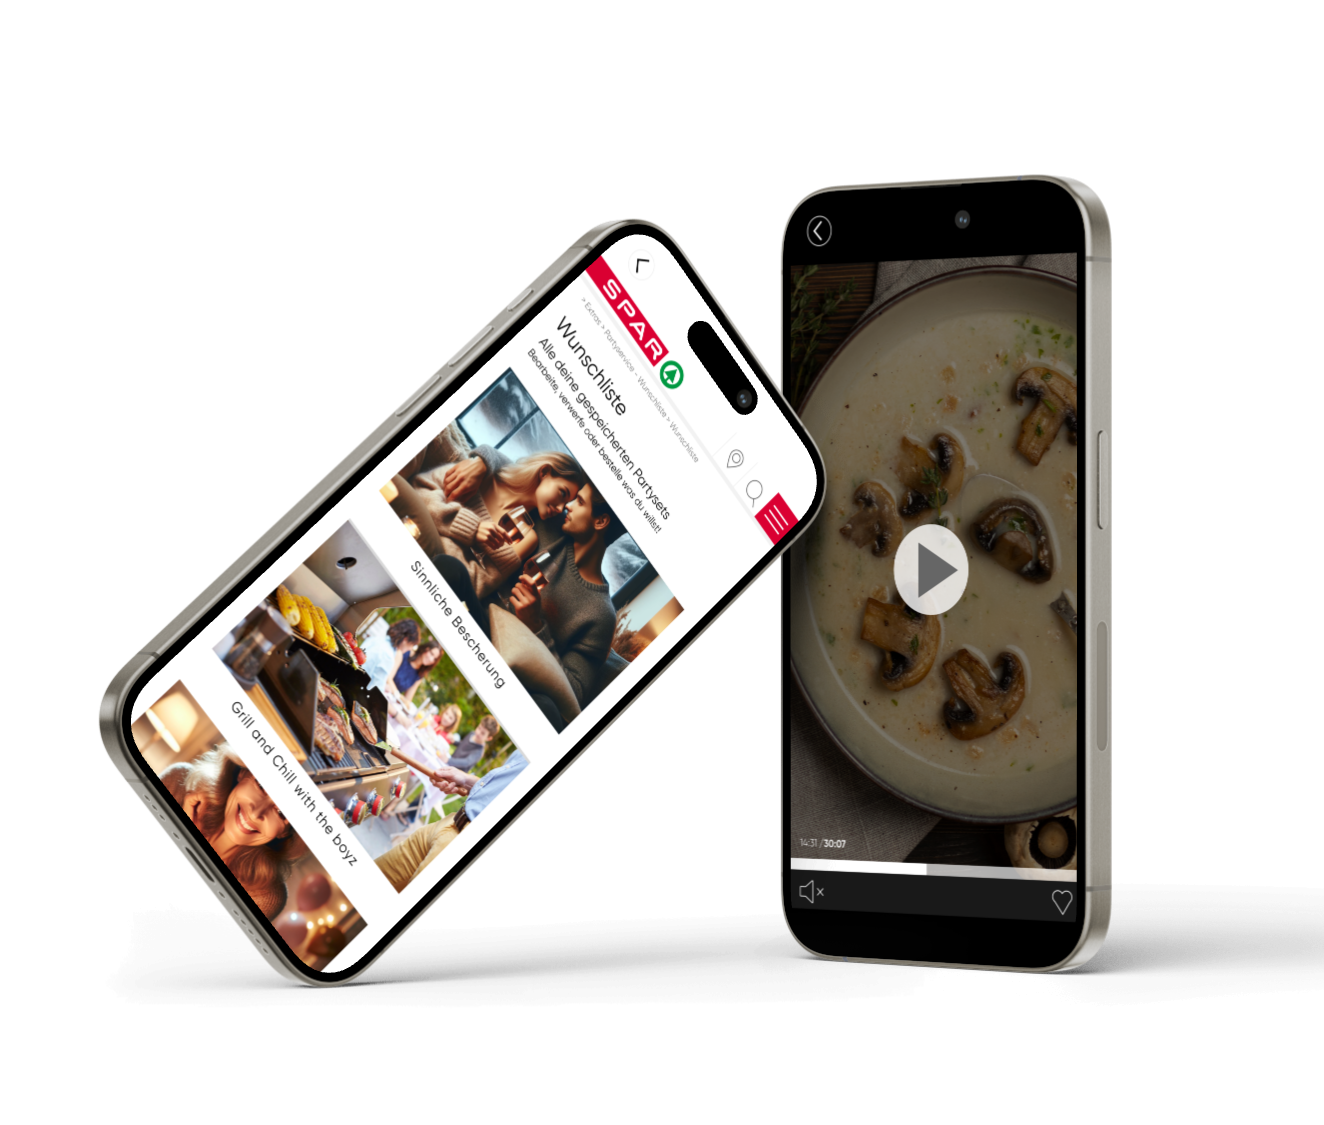 SPAR
> Extras > Partyservice - Wunschliste > Wunschliste
Wunschliste
Alle deine gespeicherten Partysets
Bearbeite, verwerfe oder bestelle was du willst!
Sinnliche Bescherung
Grill and Chill with the boyz
14:31 /30:07